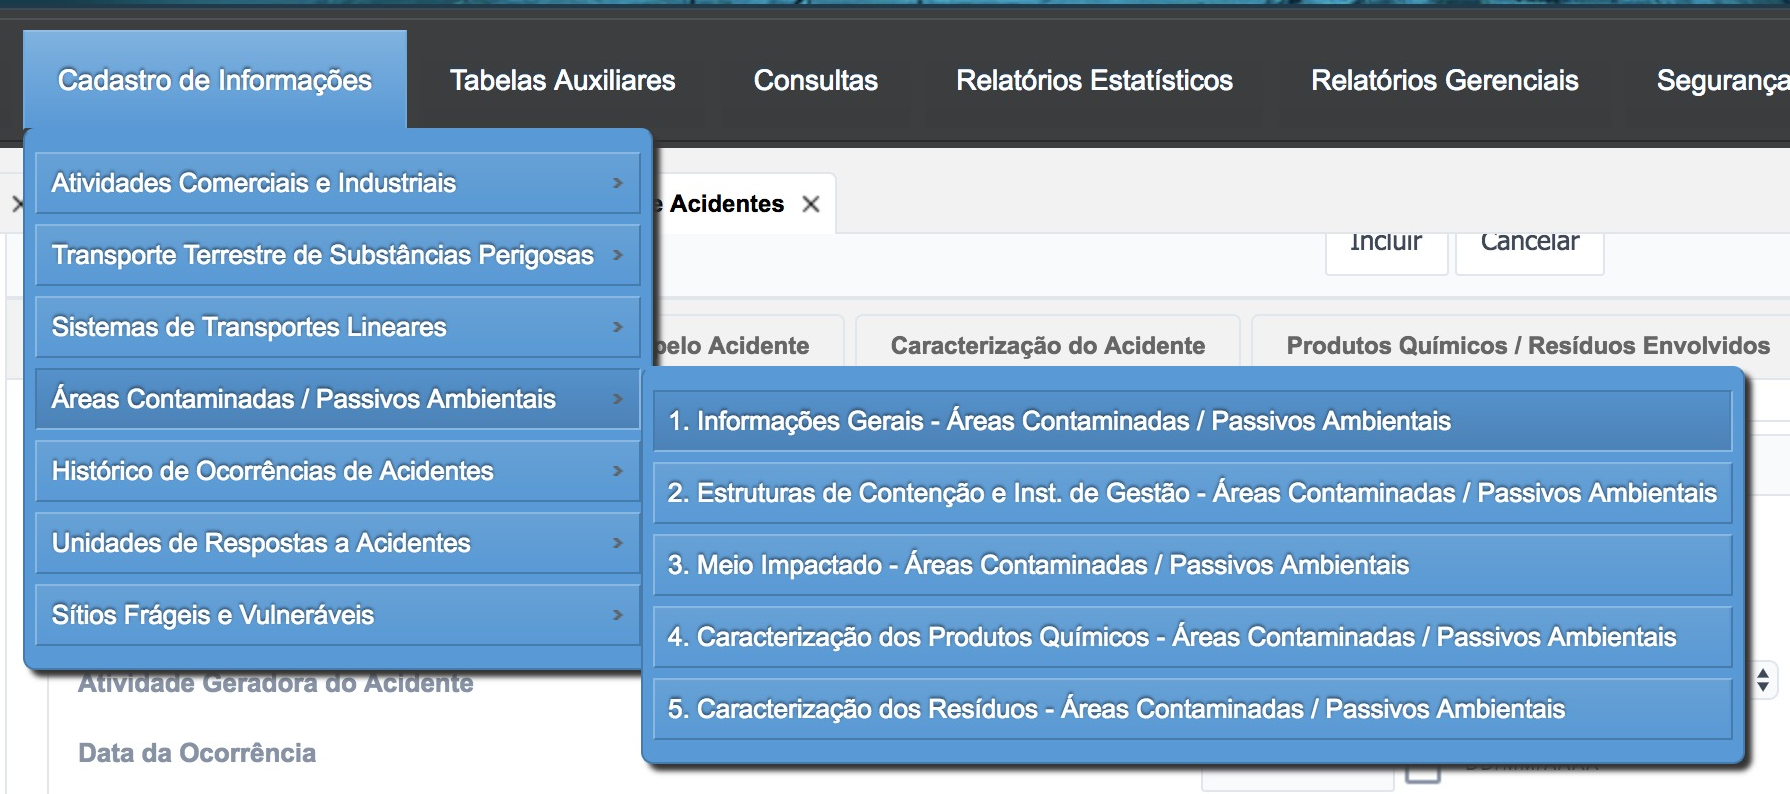 Cadastro de Informações
Tabelas Auxiliares
Consultas
Relatórios Estatísticos
Relatórios Gerenciais
Segurança
Atividades Comerciais e Industriais
Transporte Terrestre de Substâncias Perigosas
Sistemas de Transportes Lineares
Áreas Contaminadas / Passivos Ambientais
Histórico de Ocorrências de Acidentes
Unidades de Respostas a Acidentes
Sítios Frágeis e Vulneráveis
e Acidentes
Incluir
Cancelar
pelo Acidente
Caracterização do Acidente
Produtos Químicos / Resíduos Envolvidos
1. Informações Gerais - Áreas Contaminadas / Passivos Ambientais
2. Estruturas de Contenção e Inst. de Gestão - Áreas Contaminadas / Passivos Ambientais
3. Meio Impactado - Áreas Contaminadas / Passivos Ambientais
4. Caracterização dos Produtos Químicos - Áreas Contaminadas / Passivos Ambientais
5. Caracterização dos Resíduos - Áreas Contaminadas / Passivos Ambientais
Atividade Geradora do Acidente
Data da Ocorrência